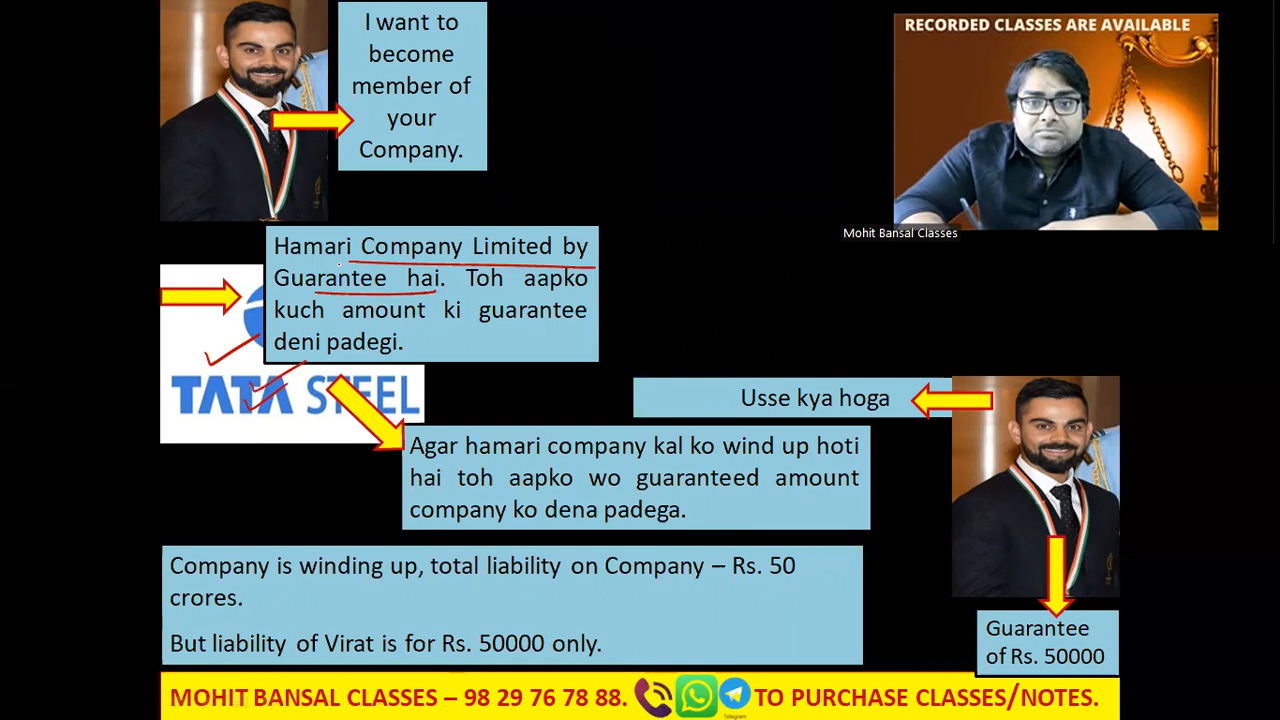 I want to
become
member of
your
Company.
RECORDED CLASSES ARE AVAILABLE
Mohit Bansal Classes
Hamari Company Limited by
Guarantee hai. Toh aapko
kuch amount ki guarantee
deni padegi.
TATA STEEL
Usse kya hoga
Agar hamari company kal ko wind up hoti
hai toh aapko wo guaranteed amount
company ko dena padega.
Company is winding up, total liability on Company – Rs. 50
crores.
But liability of Virat is for Rs. 50000 only.
Guarantee
of Rs. 50000
MOHIT BANSAL CLASSES – 98 29 76 78 88. TO PURCHASE CLASSES/NOTES.
Telegram